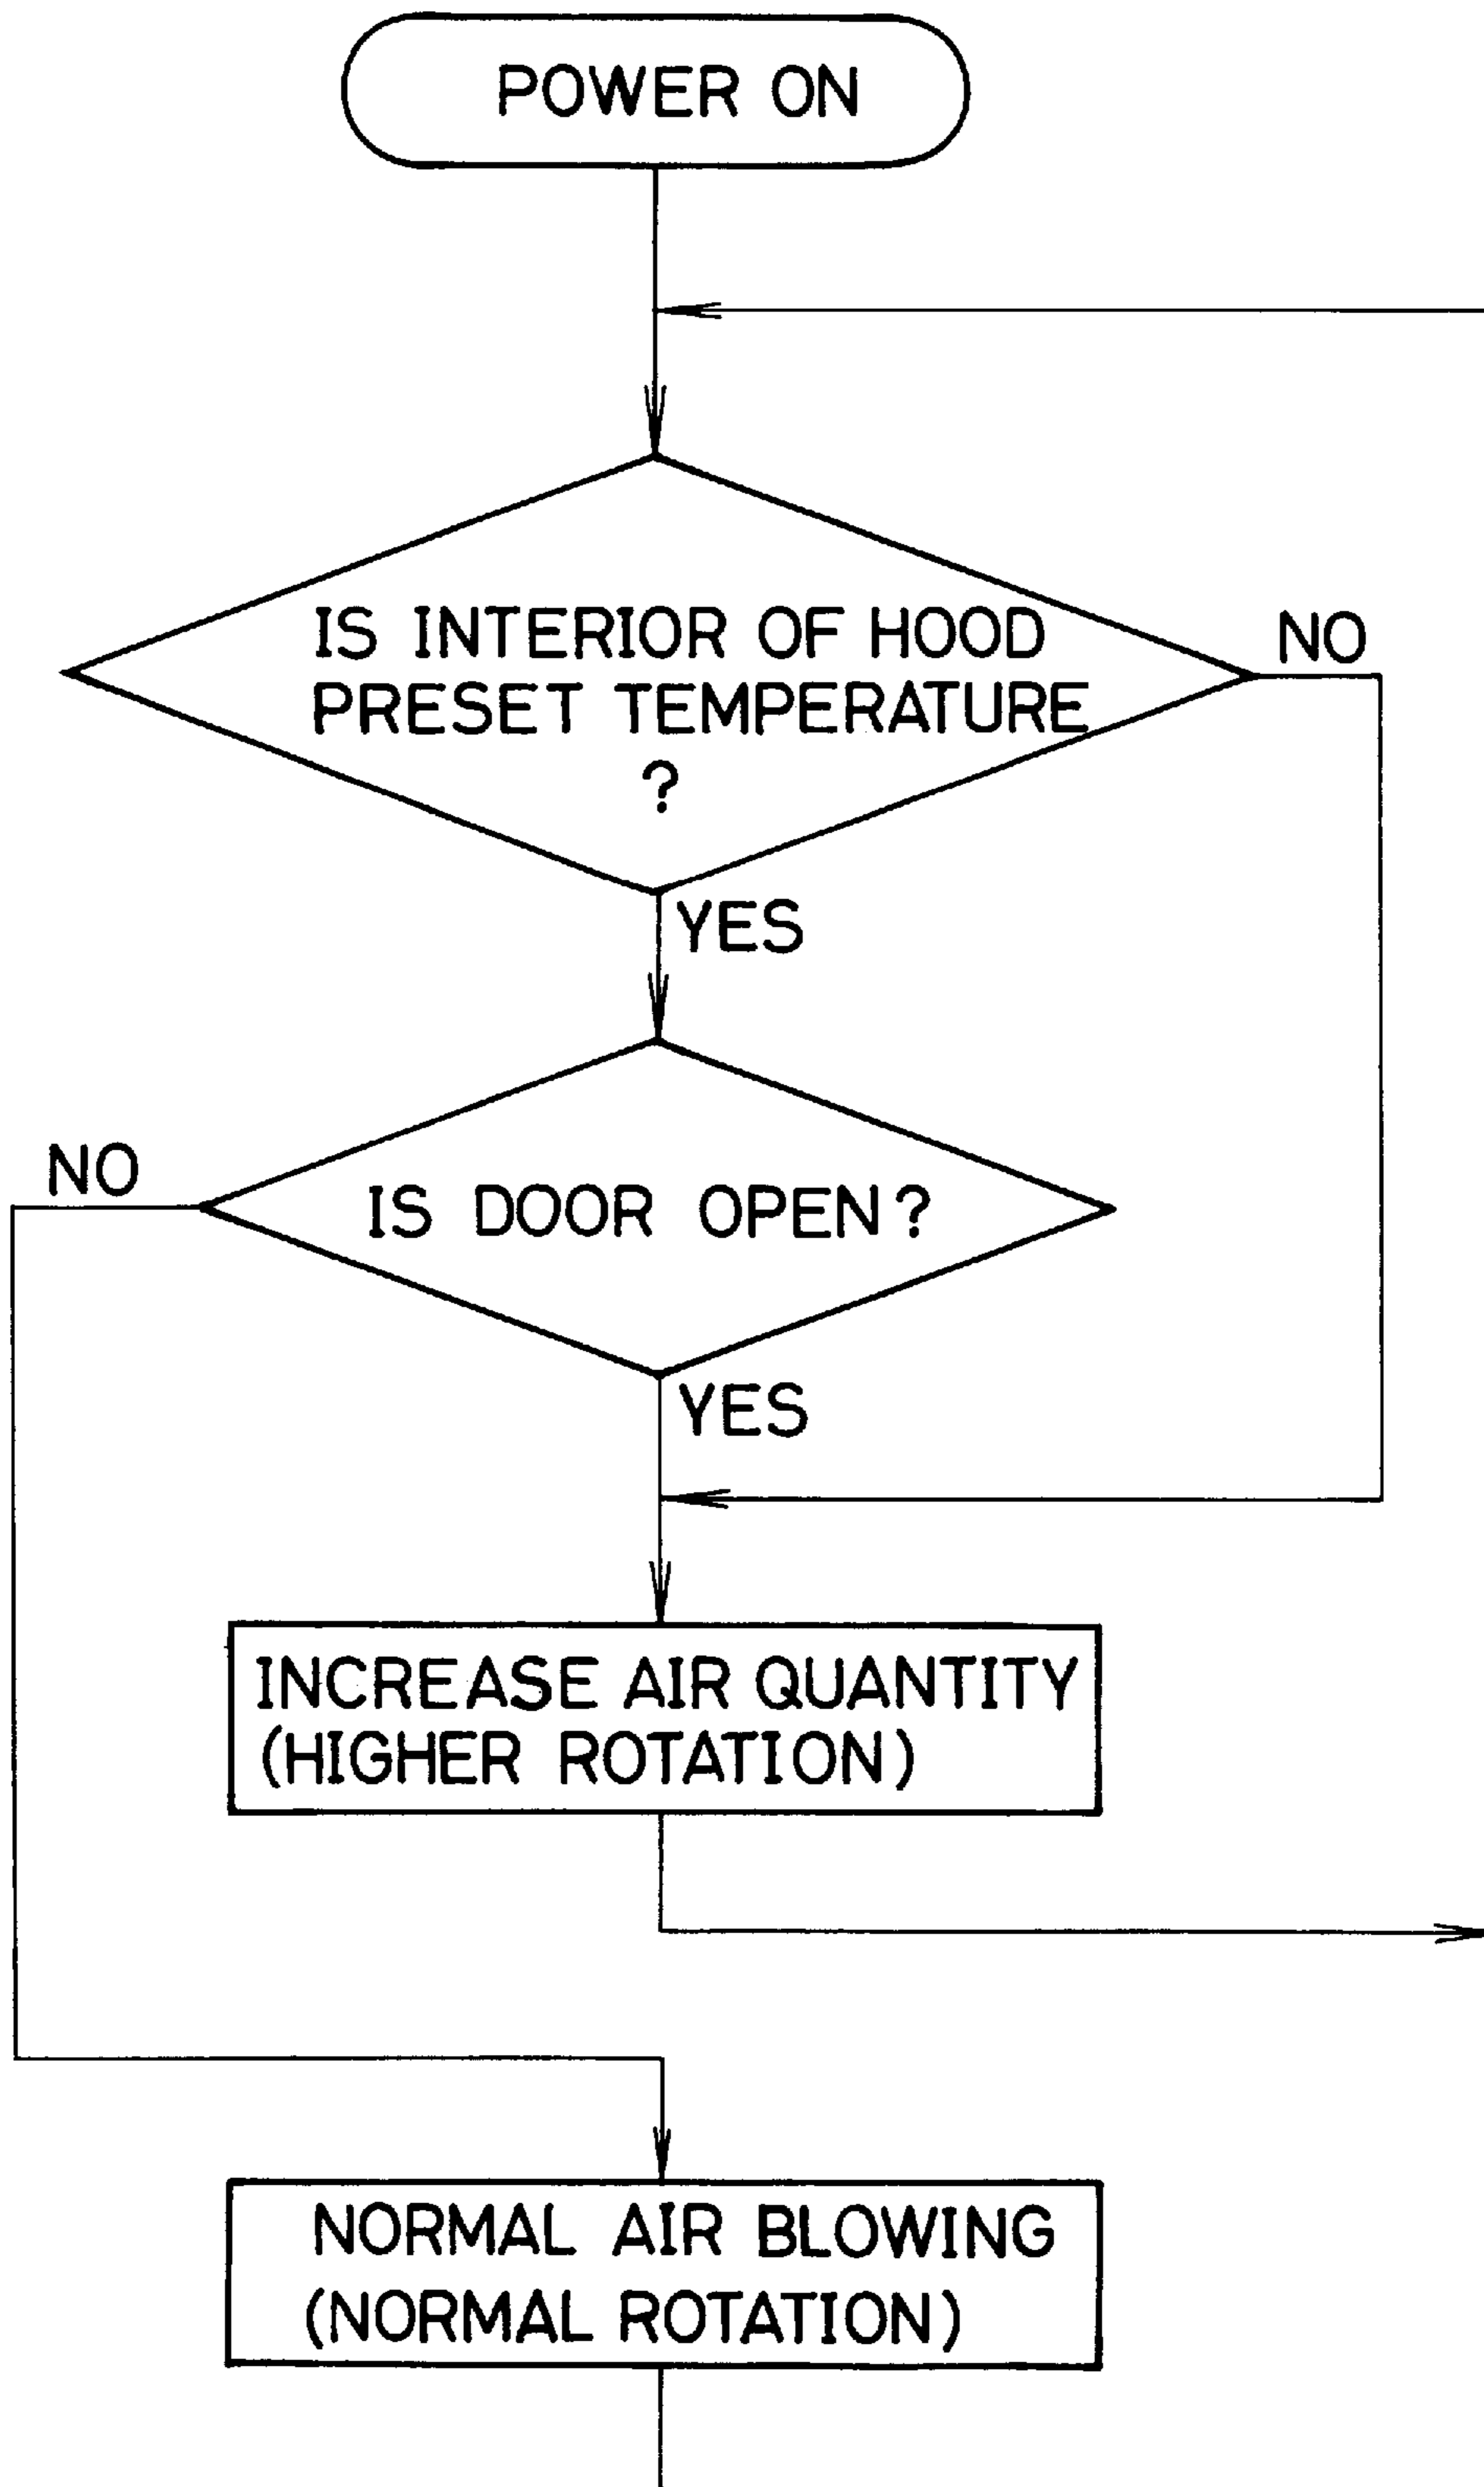 POWER ON
IS INTERIOR OF HOOD
PRESET TEMPERATURE
?
NO
YES
NO
IS DOOR OPEN?
YES
INCREASE AIR QUANTITY
(HIGHER ROTATION)
NORMAL AIR BLOWING
(NORMAL ROTATION)